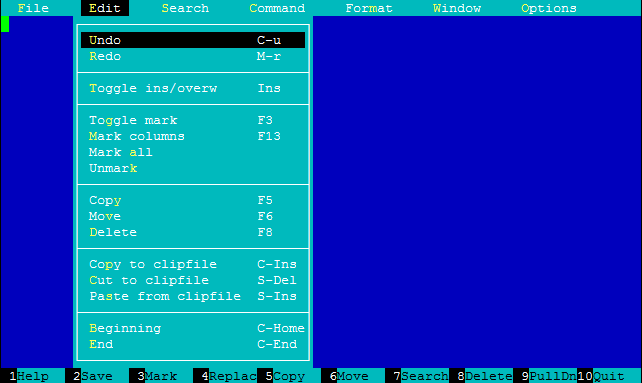 File Edit Search Command Format Window Options
Undo C-u
Redo M-r
Toggle ins/overw Ins
Toggle mark F3
Mark columns F13
Mark all
Unmark
Copy F5
Move F6
Delete F8
Copy to clipfile C-Ins
Cut to clipfile S-Del
Paste from clipfile S-Ins
Beginning C-Home
End C-End
1Help 2Save 3Mark 4Replac 5Copy 6Move 7Search 8Delete 9PullDn 10Quit